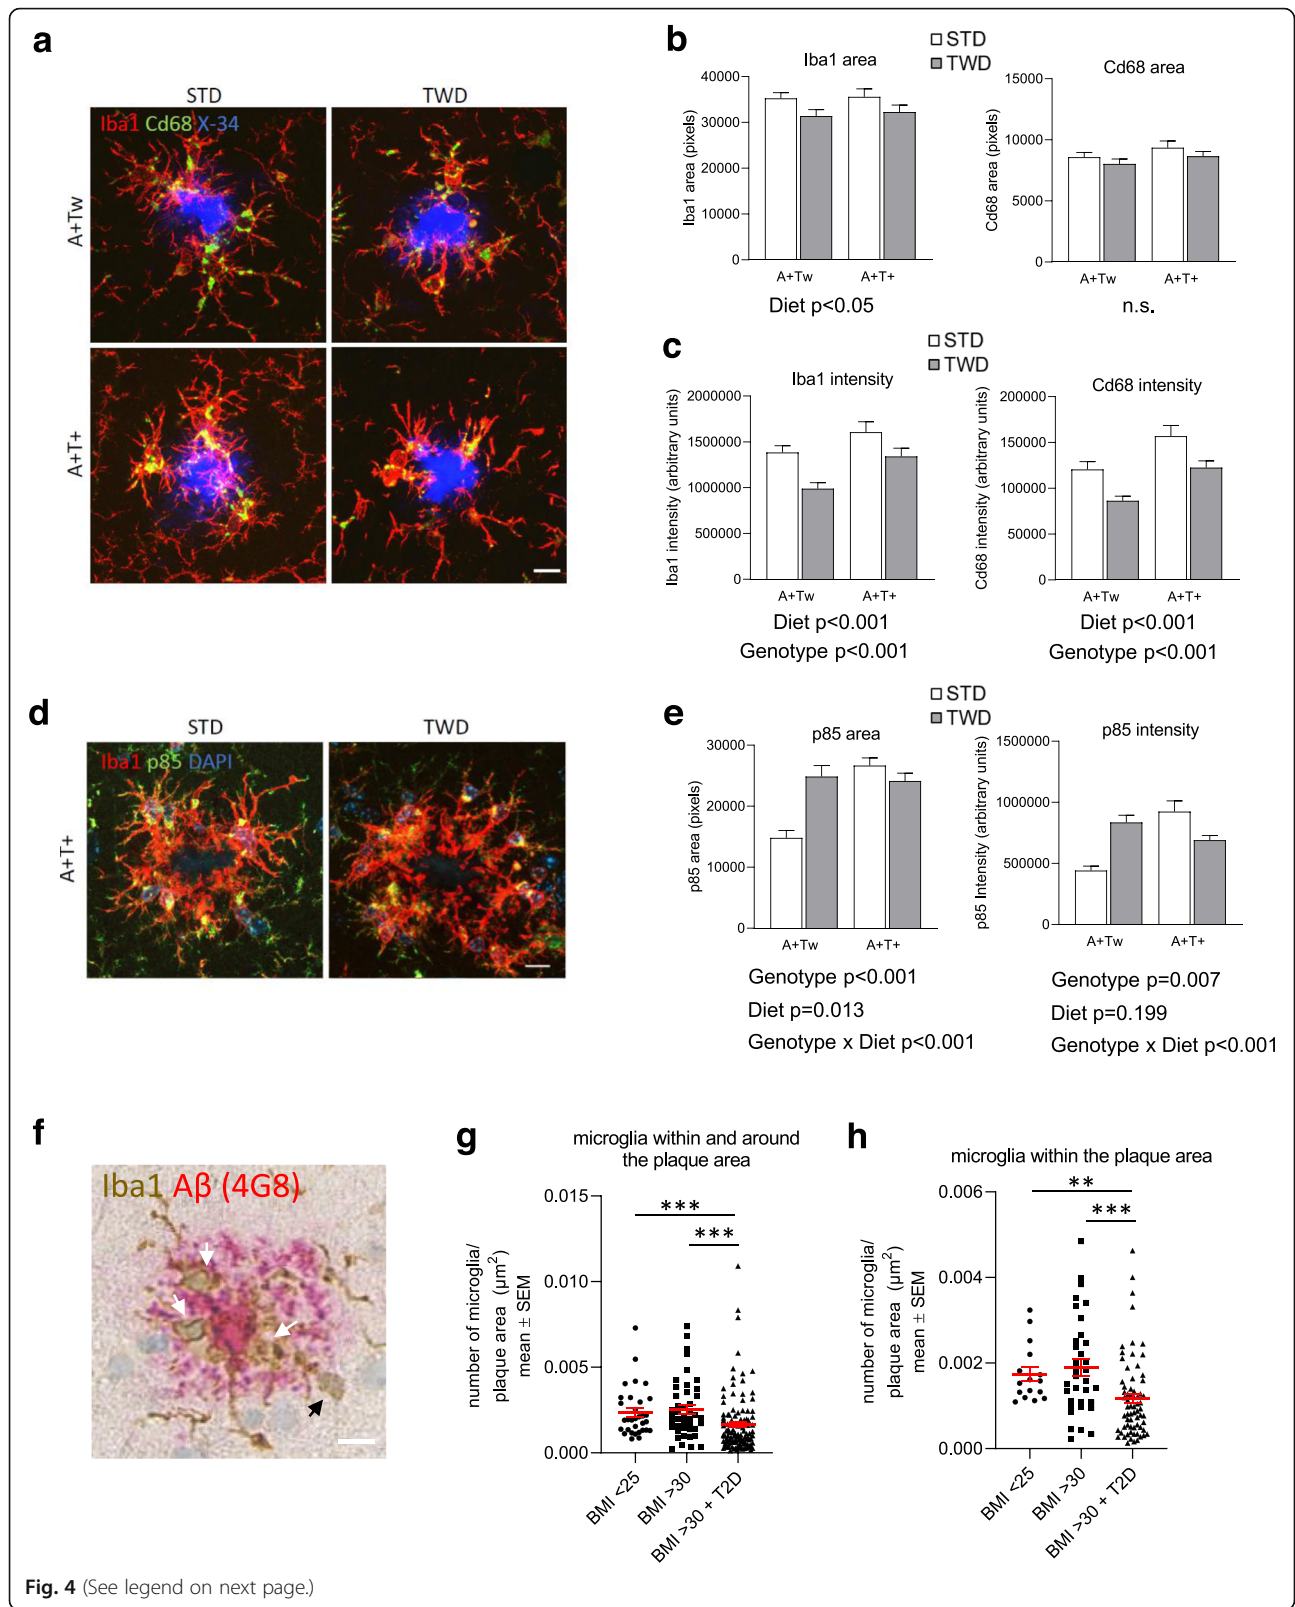 a
STD
TWD
Iba1 Cd68 X-34
A+Tw
A+T+
b
STD
TWD
Iba1 area
Iba1 area (pixels)
40000
30000
20000
10000
0
A+Tw
A+T+
Diet p<0.05
Cd68 area
Cd68 area (pixels)
15000
10000
5000
0
A+Tw
A+T+
n.s.
c
STD
TWD
Iba1 intensity
Iba1 intensity (arbitrary units)
2000000
1500000
1000000
500000
0
A+Tw
A+T+
Diet p<0.001
Genotype p<0.001
Cd68 intensity
Cd68 intensity (arbitrary units)
200000
150000
100000
50000
0
A+Tw
A+T+
Diet p<0.001
Genotype p<0.001
d
STD
TWD
Iba1 p85 DAPI
A+T+
e
STD
TWD
p85 area
p85 area (pixels)
30000
20000
10000
0
A+Tw
A+T+
Genotype p<0.001
Diet p=0.013
Genotype x Diet p<0.001
p85 intensity
p85 Intensity (arbitrary units)
1500000
1000000
500000
0
A+Tw
A+T+
Genotype p=0.007
Diet p=0.199
Genotype x Diet p<0.001
f
Iba1 Aβ (4G8)
g
microglia within and around
the plaque area
number of microglia/
plaque area (µm²)
mean ± SEM
0.015
0.010
0.005
0.000
***
***
BMI <25
BMI >30
BMI >30 + T2D
h
microglia within the plaque area
number of microglia/
plaque area (µm²)
mean ± SEM
0.006
0.004
0.002
0.000
**
***
BMI <25
BMI >30
BMI >30 + T2D
Fig. 4 (See legend on next page.)